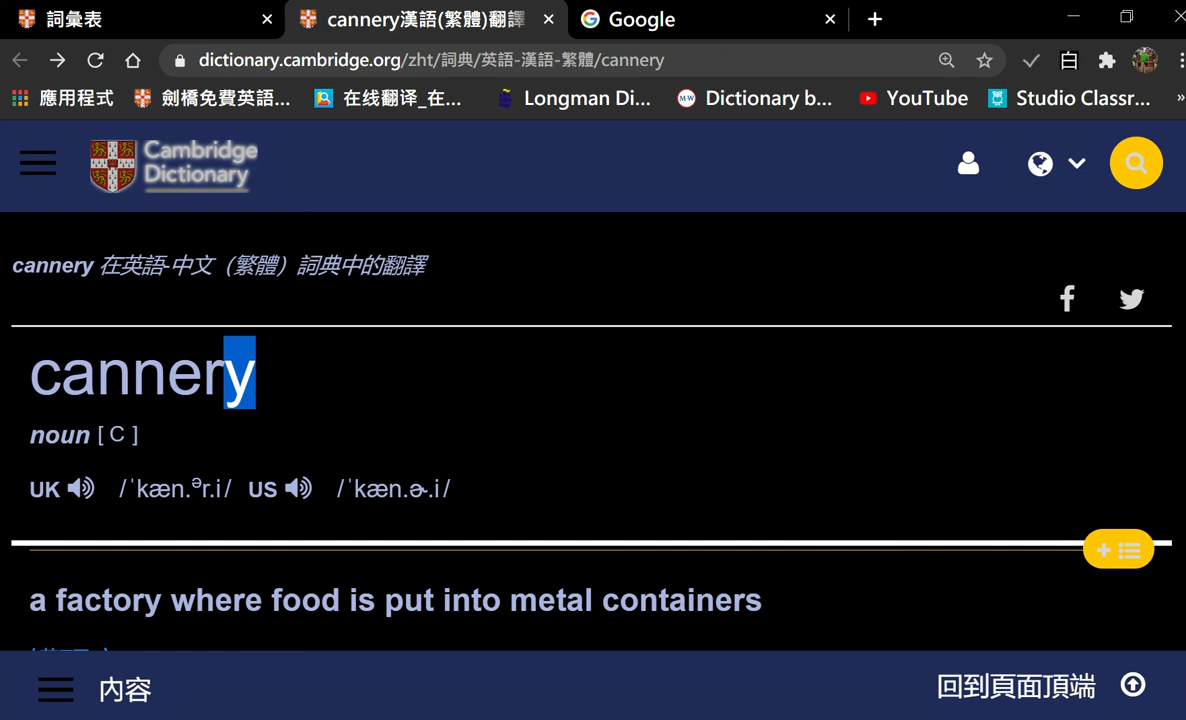 詞彙表
cannery漢語(繁體)翻譯
Google
dictionary.cambridge.org/zht/詞典/英語-漢語-繁體/cannery
應用程式
劍橋免費英語...
在线翻译_在...
Longman Di...
Dictionary b...
YouTube
Studio Classr...
»
Cambridge
Dictionary
cannery 在英語-中文（繁體）詞典中的翻譯
cannery
noun [ C ]
UK /ˈkæn.ᵊr.i/ US /ˈkæn.ɚ.i/
a factory where food is put into metal containers
內容
回到頁面頂端